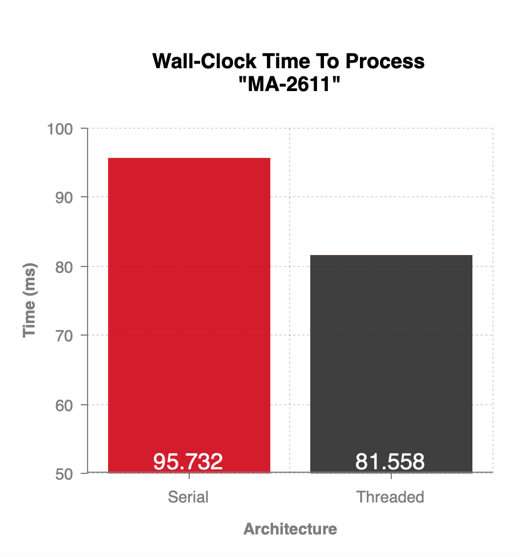 Wall-Clock Time To Process
"MA-2611"
100
90
80
70
60
50
Time (ms)
95.732
81.558
Serial
Threaded
Architecture